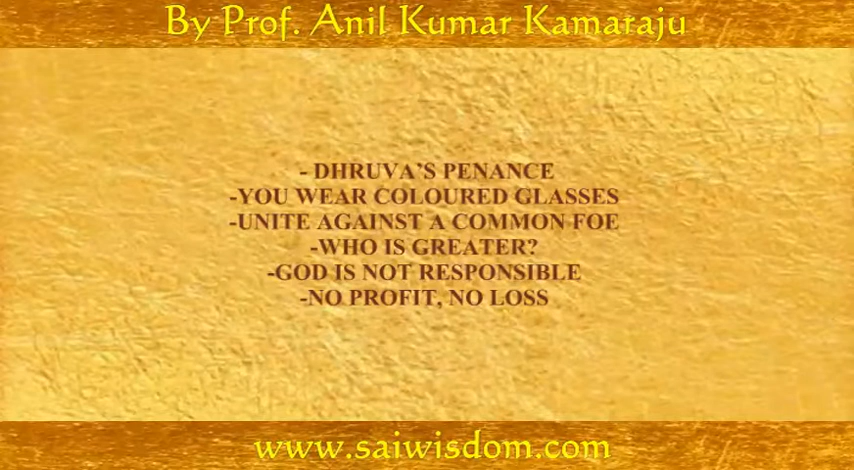 By Prof. Anil Kumar Kamaraju
- DHRUVA'S PENANCE
-YOU WEAR COLOURED GLASSES
-UNITE AGAINST A COMMON FOE
-WHO IS GREATER?
-GOD IS NOT RESPONSIBLE
-NO PROFIT, NO LOSS
www.saiwisdom.com